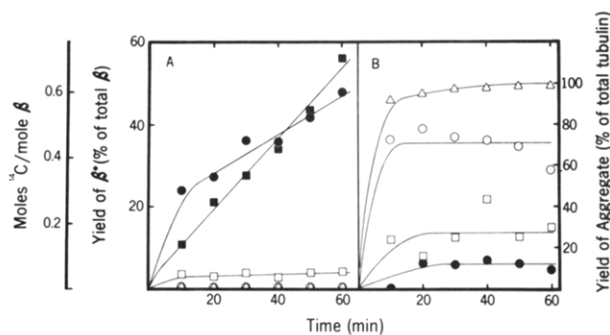 Moles ¹⁴C/mole β
0.6
0.4
0.2
Yield of β* (% of total β)
60
40
20
A
20 40 60
B
20 40 60
Time (min)
100
80
60
40
20
Yield of Aggregate (% of total tubulin)